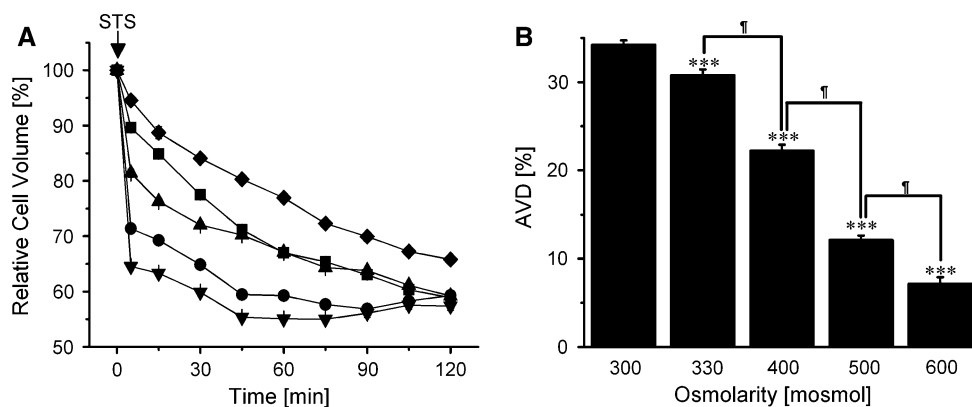 A
STS
Relative Cell Volume [%]
100
90
80
70
60
50
0 30 60 90 120
Time [min]
B
AVD [%]
30
20
10
0
***
***
***
***
¶
¶
¶
300 330 400 500 600
Osmolarity [mosmol]